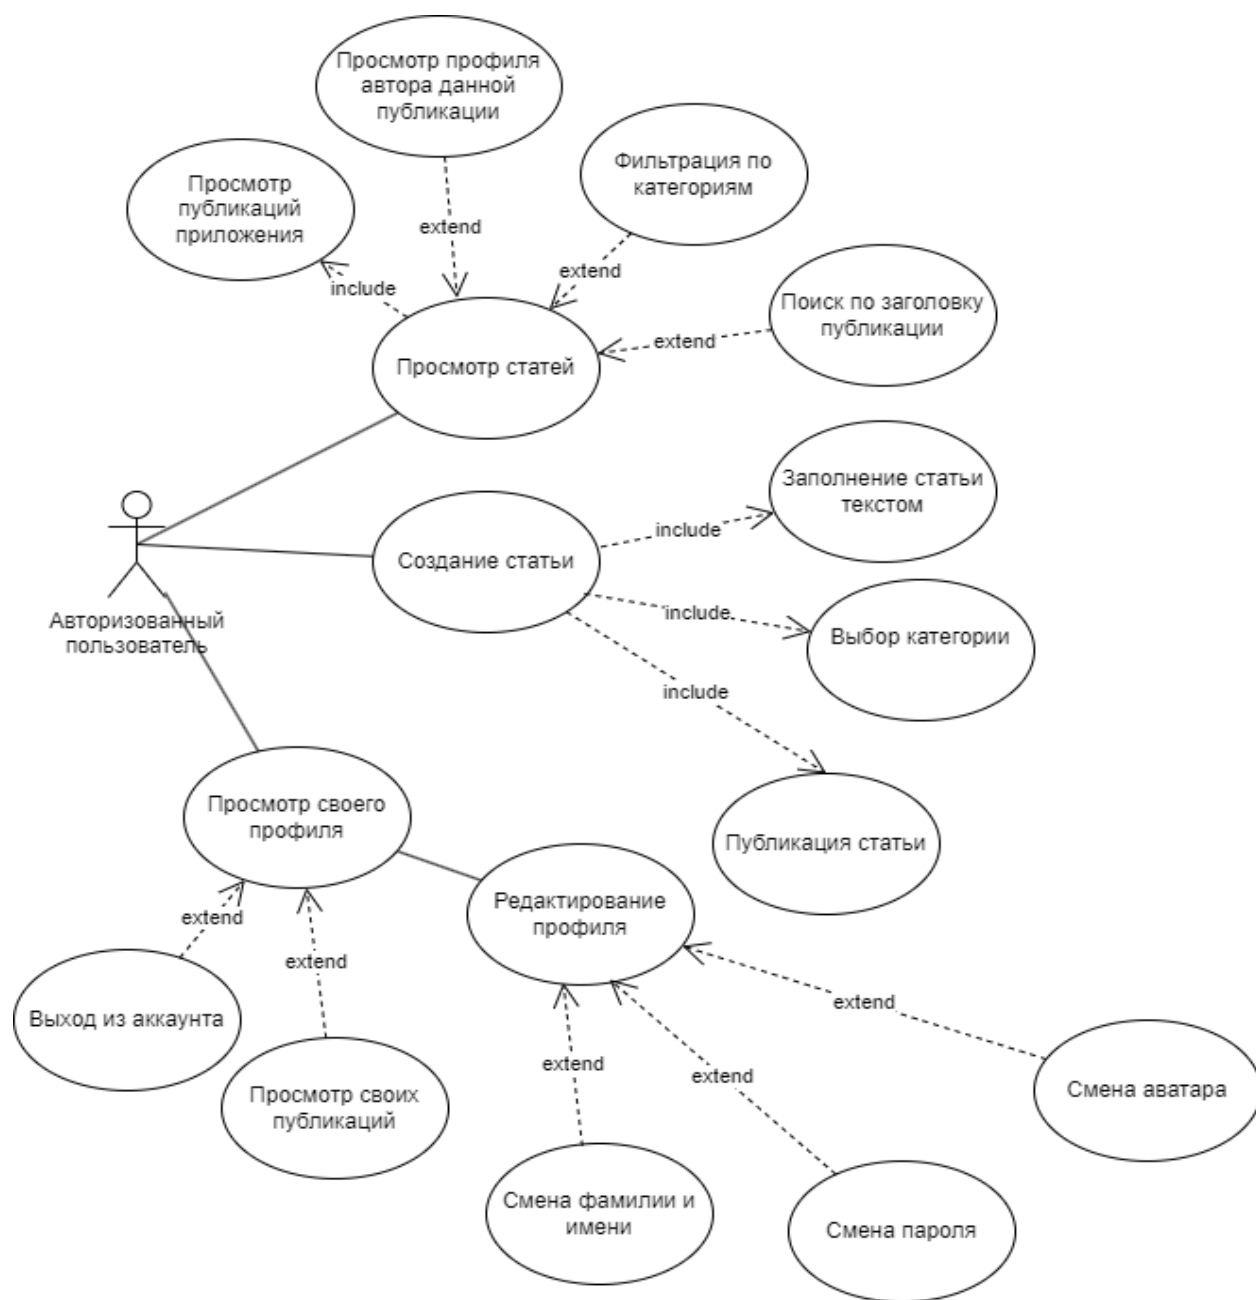 Просмотр профиля
автора данной
публикации
Фильтрация по
категориям
Просмотр
публикаций
приложения
extend
extend
include
Поиск по заголовку
публикации
extend
Просмотр статей
Заполнение статьи
текстом
include
Создание статьи
include
Выбор категории
Авторизованный
пользователь
include
Просмотр своего
профиля
Публикация статьи
Редактирование
профиля
extend
extend
extend
Выход из аккаунта
extend
extend
Смена аватара
Просмотр своих
публикаций
extend
Смена фамилии и
имени
Смена пароля